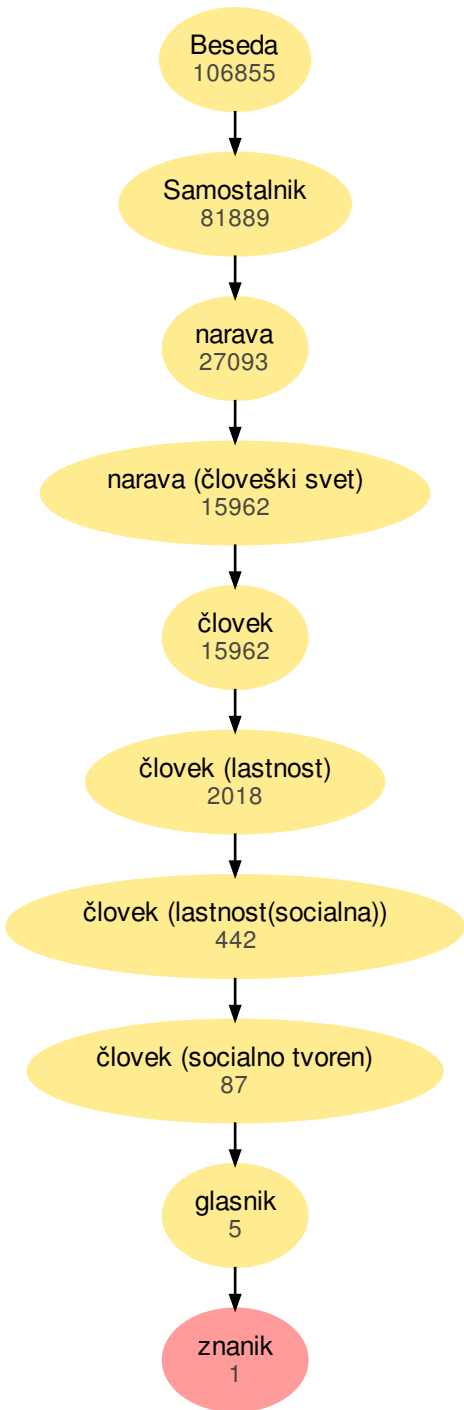 Beseda
106855
Samostalnik
81889
narava
27093
narava (človeški svet)
15962
človek
15962
človek (lastnost)
2018
človek (lastnost(socialna))
442
človek (socialno tvoren)
87
glasnik
5
znanik
1